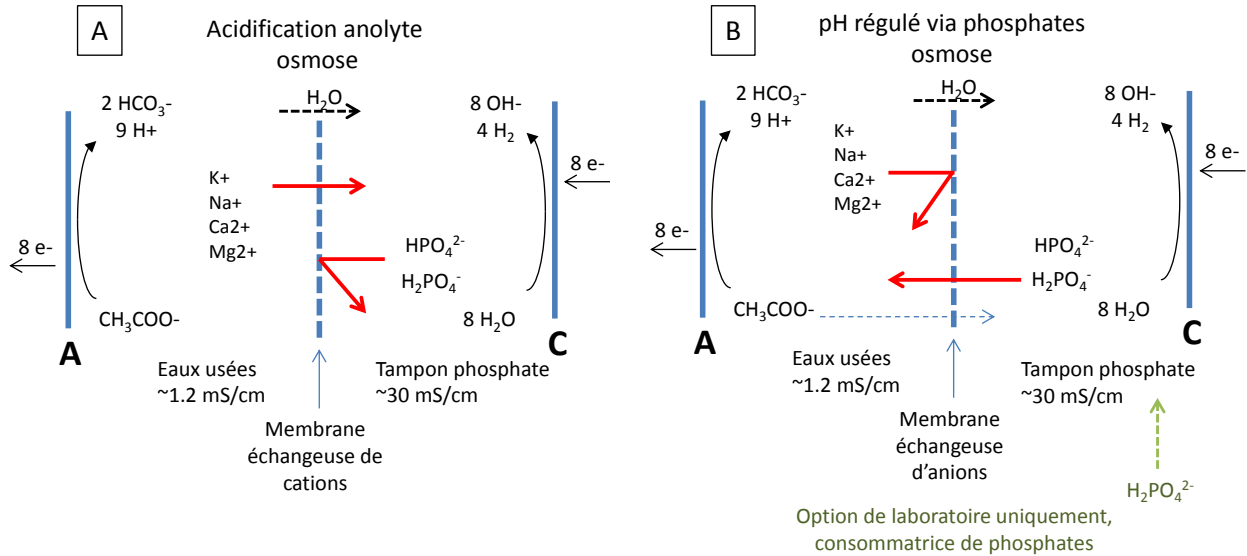 A
Acidification anolyte
osmose
H₂O
2 HCO₃-
9 H+
8 OH-
4 H₂
8 e-
K+
Na+
Ca2+
Mg2+
8 e-
HPO₄²⁻
H₂PO₄⁻
CH₃COO-
8 H₂O
A
C
Eaux usées
~1.2 mS/cm
Tampon phosphate
~30 mS/cm
Membrane
échangeuse de
cations
B
pH régulé via phosphates
osmose
H₂O
2 HCO₃-
9 H+
8 OH-
4 H₂
K+
Na+
Ca2+
Mg2+
8 e-
8 e-
HPO₄²⁻
H₂PO₄⁻
CH₃COO-
8 H₂O
A
C
Eaux usées
~1.2 mS/cm
Tampon phosphate
~30 mS/cm
Membrane
échangeuse
d'anions
H₂PO₄²⁻
Option de laboratoire uniquement,
consommatrice de phosphates